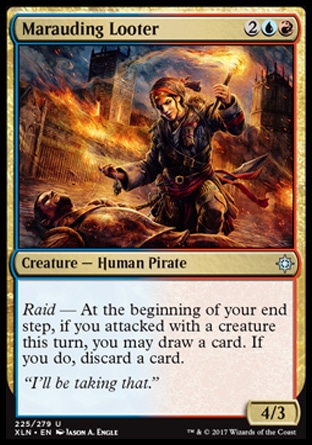 Marauding Looter 2
Creature — Human Pirate
Raid — At the beginning of your end
step, if you attacked with a creature
this turn, you may draw a card. If
you do, discard a card.
“I’ll be taking that.”
4/3
225/279 U
XLN • EN JASON A. ENGLE
™ & © 2017 Wizards of the Coast